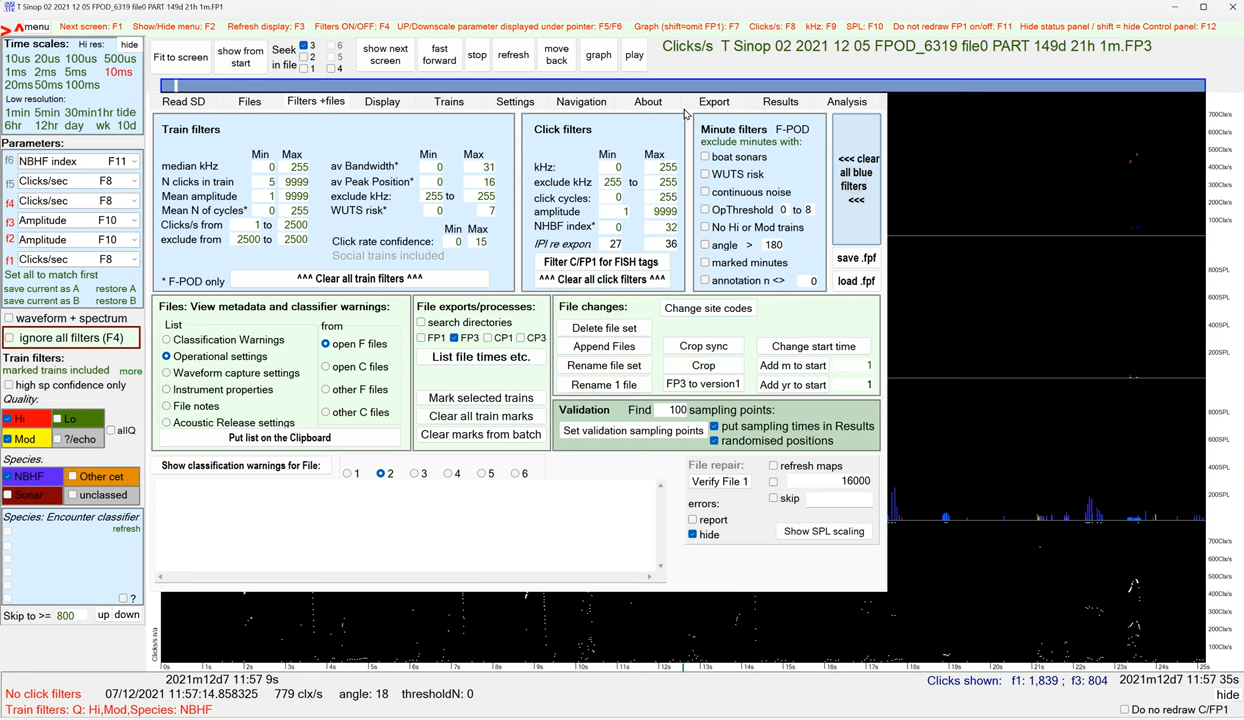 T Sinop 02 2021 12 05 FPOD_6319 file0 PART 149d 21h 1m.FP1
menu Next screen: F1 Show/Hide menu: F2 Refresh display: F3 Filters ON/OFF: F4 UP/Downscale parameter displayed under pointer: F5/F6 Graph (shift=omit FP1): F7 Clicks/s: F8 kHz: F9 SPL: F10 Do not redraw FP1 on/off: F11 Hide status panel / shift = hide Control panel: F12
Time scales: Hi res: hide
10us 20us 100us 500us
1ms 2ms 5ms 10ms
20ms 50ms 100ms
Low resolution:
1min 5min 30min 1hr tide
6hr 12hr day wk 10d
Parameters:
f6 NBHF index F11
f5 Clicks/sec F8
f4 Clicks/sec F8
f3 Amplitude F10
f2 Amplitude F10
f1 Clicks/sec F8
Set all to match first
save current as A restore A
save current as B restore B
waveform + spectrum
ignore all filters (F4)
Train filters:
marked trains included more
high sp confidence only
Quality:
Hi Lo
Mod ?/echo allQ
Species:
NBHF Other cet
Sonar unclassed
Species: Encounter classifier
refresh
?
Skip to >= 800 up down
Fit to screen
show from start
Seek in file 3 2 1 6 5 4
show next screen
fast forward
stop
refresh
move back
graph
play
Clicks/s T Sinop 02 2021 12 05 FPOD_6319 file0 PART 149d 21h 1m.FP3
Read SD Files Filters +files Display Trains Settings Navigation About Export Results Analysis
Train filters
Min Max Min Max
median kHz 0 255 av Bandwidth* 0 31
N clicks in train 5 9999 av Peak Position* 0 16
Mean amplitude 1 9999 exclude kHz: 255 to 255
Mean N of cycles* 0 255 WUTS risk* 0 7
Clicks/s from 1 to 2500 Min Max
exclude from 2500 to 2500 Click rate confidence: 0 15
Social trains included
* F-POD only ^^^ Clear all train filters ^^^
Click filters
Min Max
kHz: 0 255
exclude kHz 255 to 255
click cycles: 0 255
amplitude 1 9999
NHBF index* 0 32
IPI re export 27 36
Filter C/FP1 for FISH tags
^^^ Clear all click filters ^^^
Minute filters F-POD
exclude minutes with:
boat sonars
WUTS risk
continuous noise
OpThreshold 0 to 8
No Hi or Mod trains
angle > 180
marked minutes
annotation n <> 0
<<< clear
all blue
filters
<<<
save .fpf
load .fpf
Files: View metadata and classifier warnings:
List from
Classification Warnings open F files
Operational settings
Waveform capture settings open C files
Instrument properties other F files
File notes
Acoustic Release settings other C files
Put list on the Clipboard
File exports/processes:
search directories
FP1 FP3 CP1 CP3
List file times etc.
Mark selected trains
Clear all train marks
Clear marks from batch
File changes: Change site codes
Delete file set
Append Files Crop sync Change start time
Rename file set Crop Add m to start 1
Rename 1 file FP3 to version1 Add yr to start 1
Validation Find 100 sampling points:
Set validation sampling points put sampling times in Results
randomised positions
Show classification warnings for File: 1 2 3 4 5 6
File repair: refresh maps
Verify File 1 16000
errors: skip
report
hide Show SPL scaling
700Clx/s
600Clx/s
500Clx/s
400Clx/s
300Clx/s
200Clx/s
100Clx/s
800SPL
600SPL
400SPL
200SPL
800SPL
600SPL
400SPL
200SPL
700Clx/s
600Clx/s
500Clx/s
400Clx/s
300Clx/s
200Clx/s
100Clx/s
Clicks/s n/a
0s 1s 2s 3s 4s 5s 6s 7s 8s 9s 10s 11s 12s 13s 14s 15s 16s 17s 18s 19s 20s 21s 22s 23s 24s 25s
2021m12d7 11:57 9s Clicks shown: f1: 1,839 ; f3: 804 2021m12d7 11:57 35s
No click filters 07/12/2021 11:57:14.858325 779 clx/s angle: 18 thresholdN: 0 hide
Train filters: Q: Hi,Mod,Species: NBHF Do no redraw C/FP1